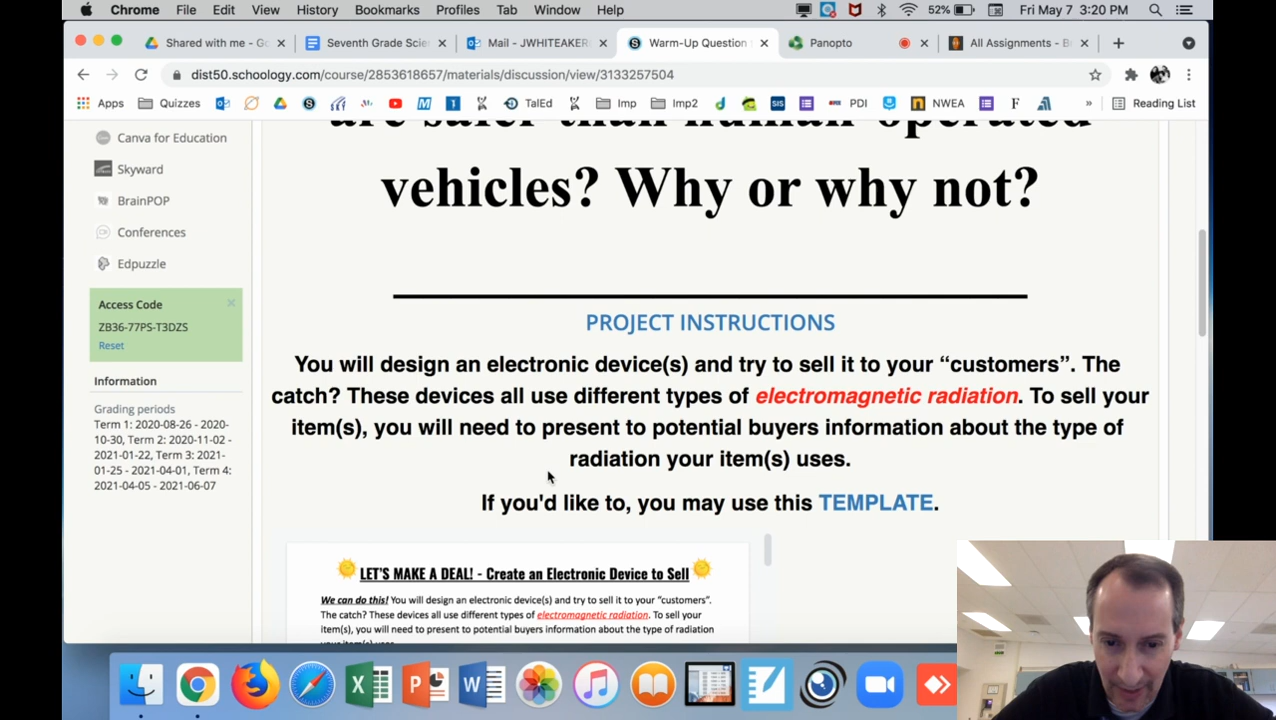 Chrome File Edit View History Bookmarks Profiles Tab Window Help 52% Fri May 7 3:20 PM
Shared with me - Go Seventh Grade Scie Mail - JWHITEAKER Warm-Up Question Panopto All Assignments - B
dist50.schoology.com/course/2853618657/materials/discussion/view/3133257504
Apps Quizzes TalEd Imp Imp2 SIS PDI NWEA F » Reading List
are safer than human-operated
Canva for Education
Skyward
BrainPOP
Conferences
Edpuzzle
Access Code
ZB36-77PS-T3DZS
Reset
Information
Grading periods
Term 1: 2020-08-26 - 2020-
10-30, Term 2: 2020-11-02 -
2021-01-22, Term 3: 2021-
01-25 - 2021-04-01, Term 4:
2021-04-05 - 2021-06-07
vehicles? Why or why not?
PROJECT INSTRUCTIONS
You will design an electronic device(s) and try to sell it to your “customers”. The
catch? These devices all use different types of electromagnetic radiation. To sell your
item(s), you will need to present to potential buyers information about the type of
radiation your item(s) uses.
If you'd like to, you may use this TEMPLATE.
LET'S MAKE A DEAL! - Create an Electronic Device to Sell
We can do this! You will design an electronic device(s) and try to sell it to your “customers”.
The catch? These devices all use different types of electromagnetic radiation. To sell your
item(s), you will need to present to potential buyers information about the type of radiation
your item(s) uses.